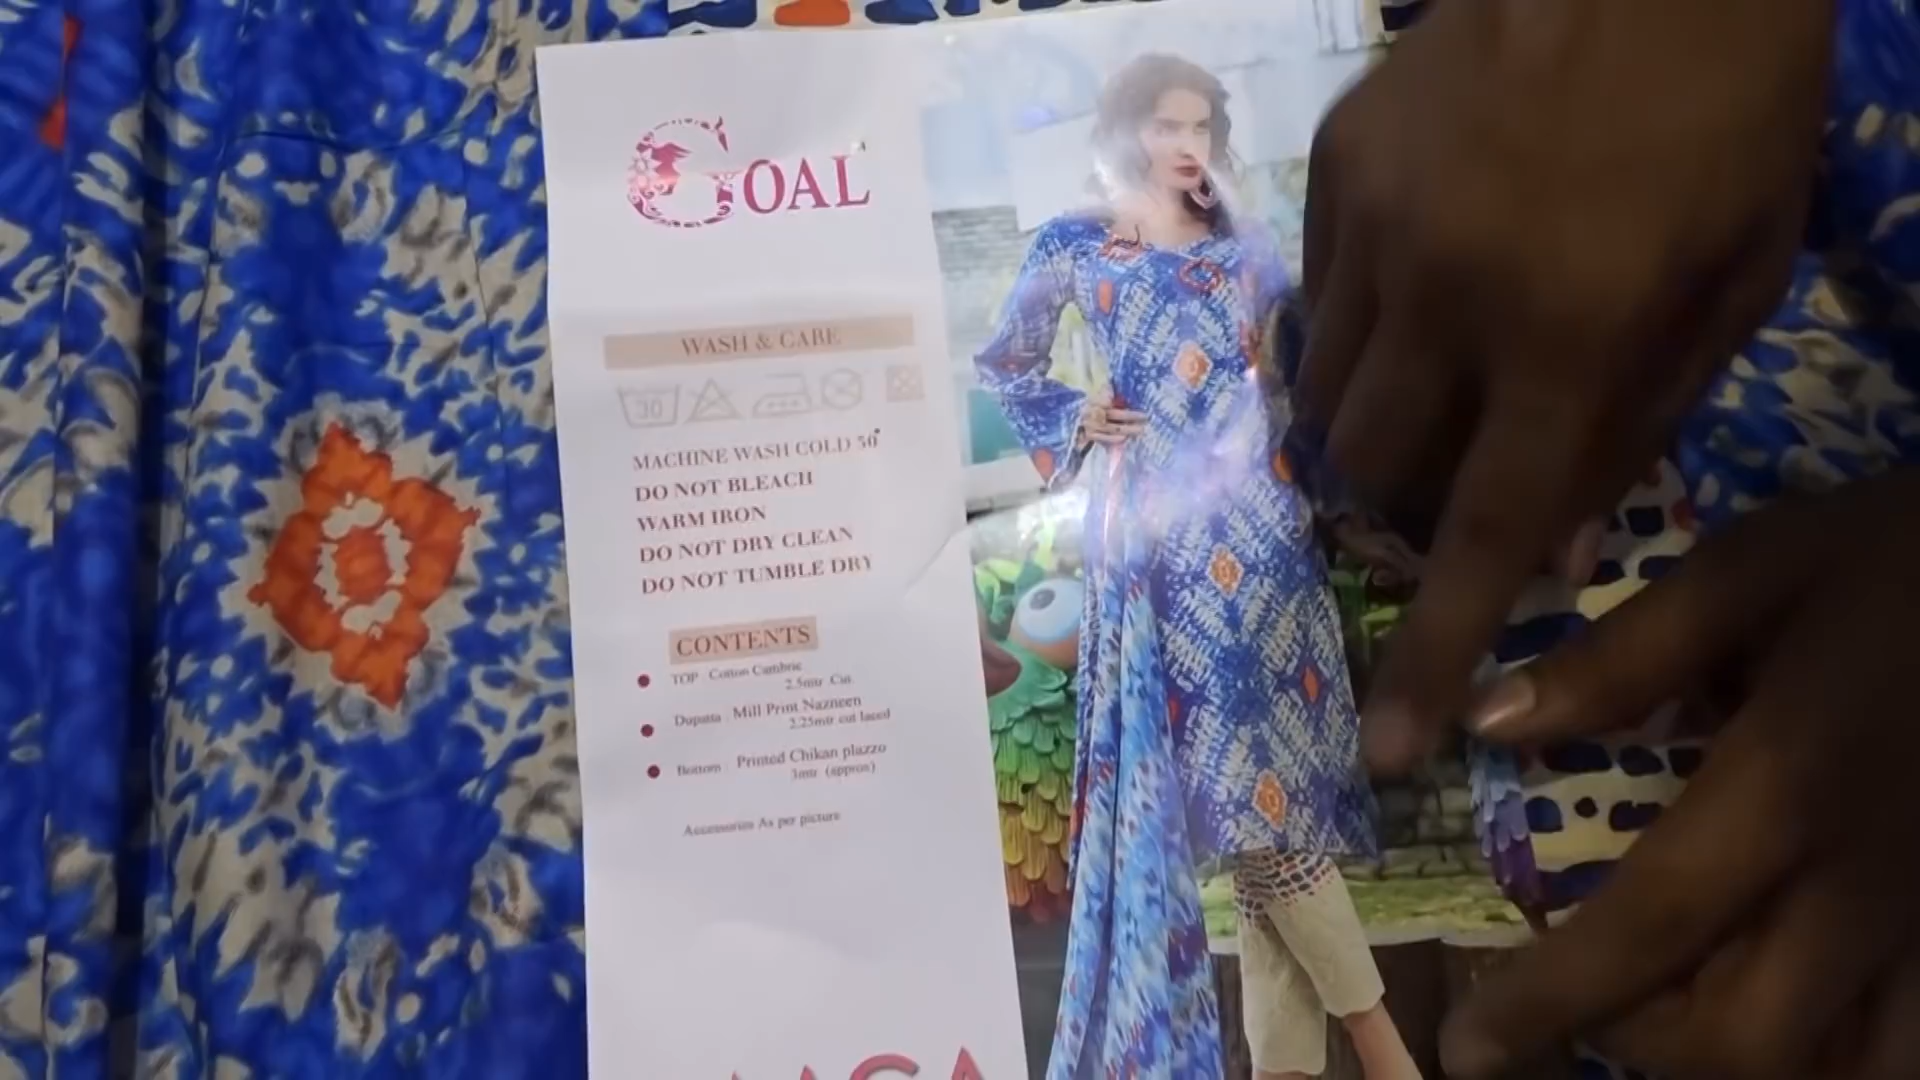 GOAL
WASH & CARE
30
MACHINE WASH COLD 30°
DO NOT BLEACH
WARM IRON
DO NOT DRY CLEAN
DO NOT TUMBLE DRY
CONTENTS
TOP Cotton Cambric
2.5mtr Cut
Dupatta Mill Print Nazneen
2.25mtr cut laced
Bottom Printed Chikan plazzo
3mtr (approx)
Accessories As per picture